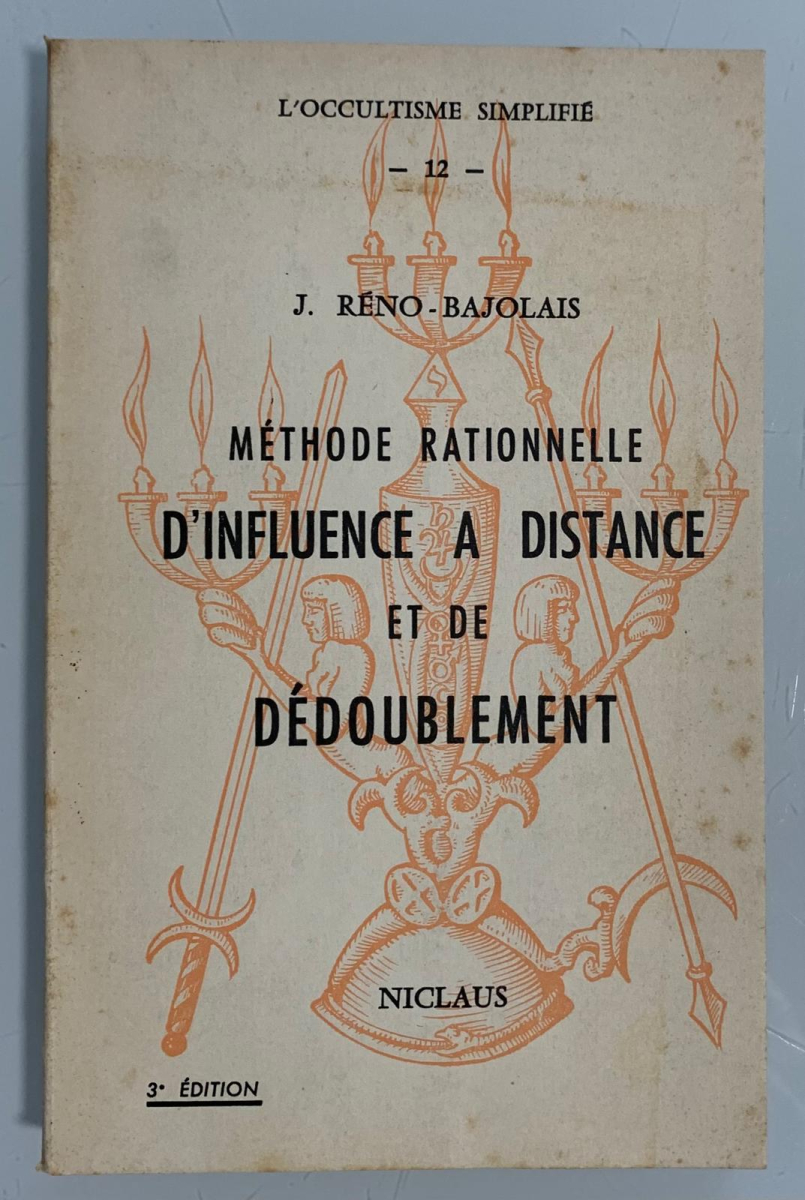 L'OCCULTISME SIMPLIFIÉ
— 12 —
J. RÉNO-BAJOLAIS
MÉTHODE RATIONNELLE
D'INFLUENCE A DISTANCE
ET DE
DÉDOUBLEMENT
NICLAUS
3e ÉDITION